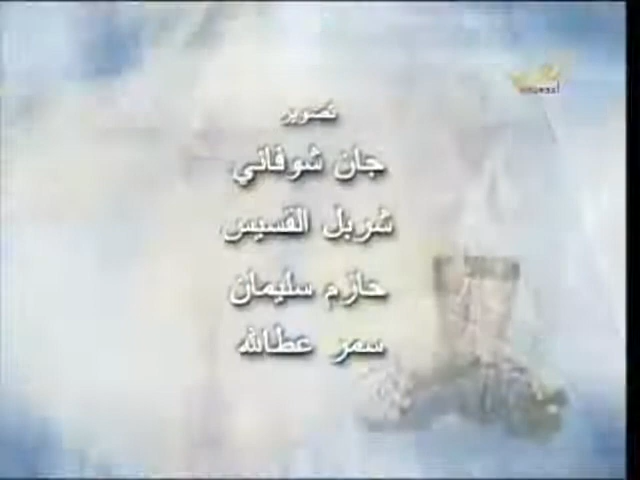 تصوير
جان شوفاني
شربل القسيس
حازم سليمان
سمر عطالله